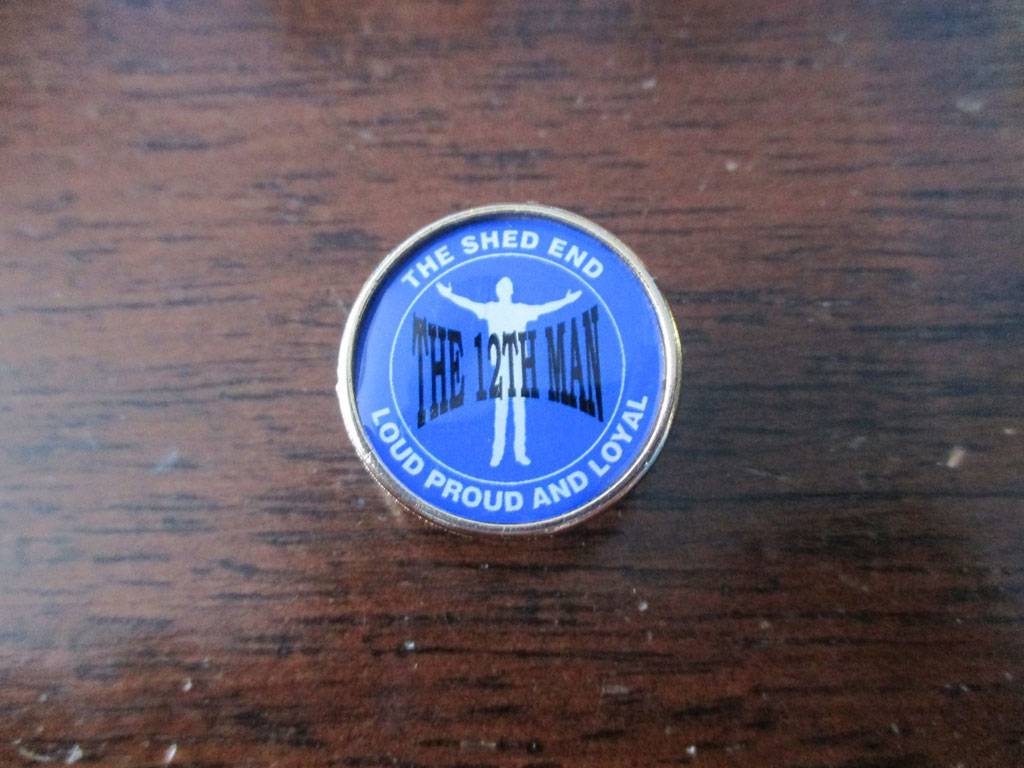 THE SHED END
THE 12TH MAN
LOUD PROUD AND LOYAL